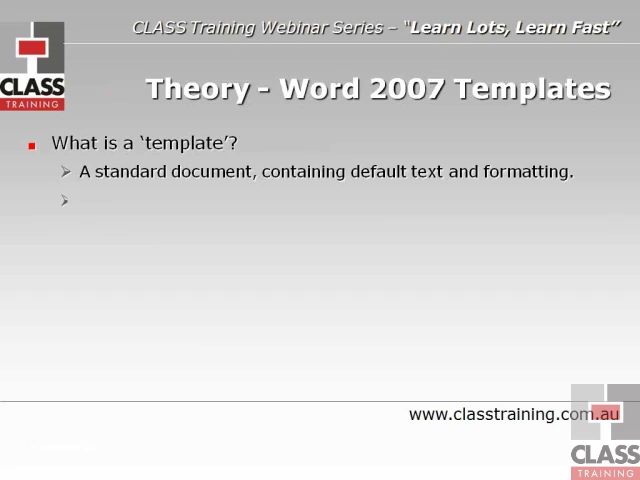 CLASS Training Webinar Series – "Learn Lots, Learn Fast"
CLASS
TRAINING
Theory - Word 2007 Templates
What is a ‘template’?
A standard document, containing default text and formatting.
www.classtraining.com.au
CLASS
TRAINING